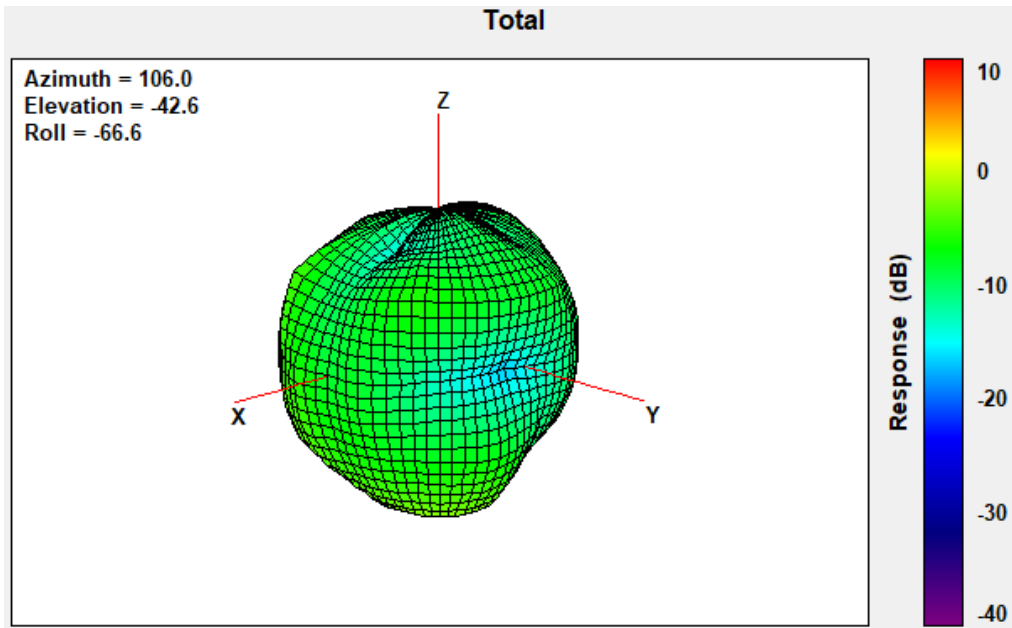 Total
Azimuth = 106.0
Elevation = -42.6
Roll = -66.6
Z
X
Y
10
0
-10
-20
-30
-40
Response (dB)